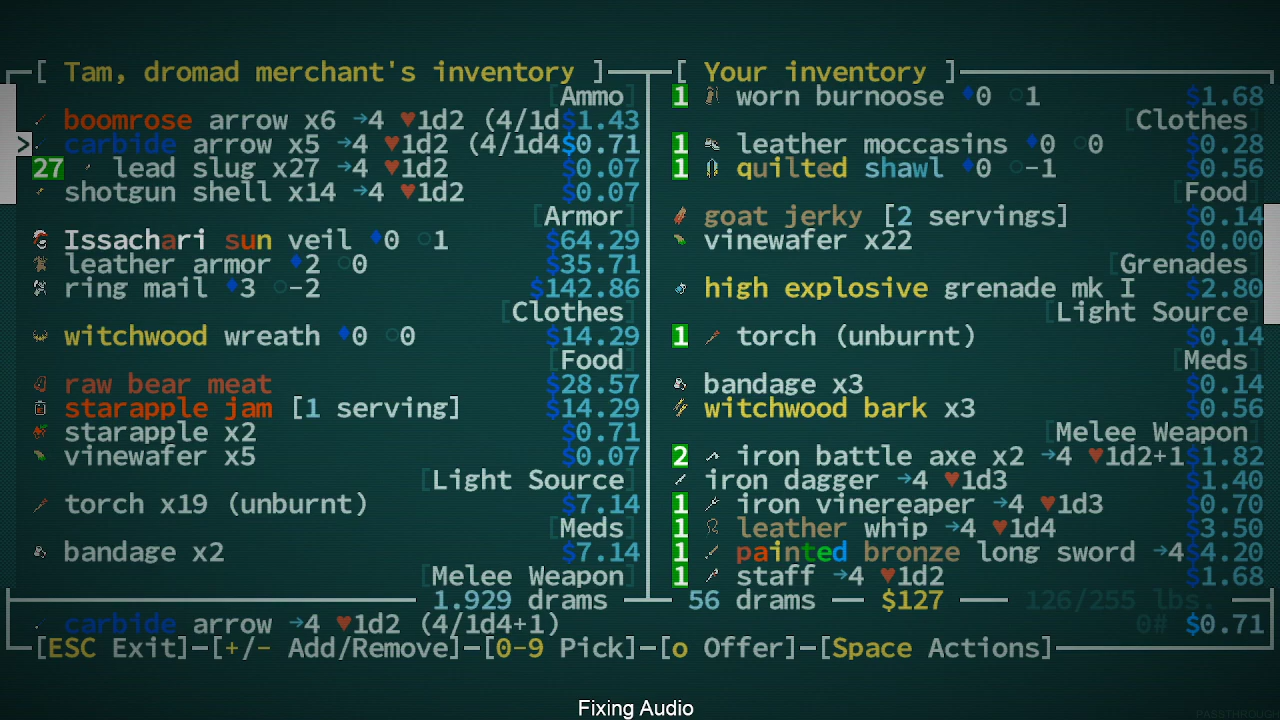 [ Tam, dromad merchant's inventory ]
[Ammo]
boomrose arrow x6 →4 ♥1d2 (4/1d $1.43
> carbide arrow x5 →4 ♥1d2 (4/1d4 $0.71
27 lead slug x27 →4 ♥1d2 $0.07
shotgun shell x14 →4 ♥1d2 $0.07
[Armor]
Issachari sun veil ♦0 ○1 $64.29
leather armor ♦2 ○0 $35.71
ring mail ♦3 ○-2 $142.86
[Clothes]
witchwood wreath ♦0 ○0 $14.29
[Food]
raw bear meat $28.57
starapple jam [1 serving] $14.29
starapple x2 $0.71
vinewafer x5 $0.07
[Light Source]
torch x19 (unburnt) $7.14
[Meds]
bandage x2 $7.14
[Melee Weapon]
1.929 drams
[ Your inventory ]
1 worn burnoose ♦0 ○1 $1.68
[Clothes]
1 leather moccasins ♦0 ○0 $0.28
1 quilted shawl ♦0 ○-1 $0.56
[Food]
goat jerky [2 servings] $0.14
vinewafer x22 $0.00
[Grenades]
high explosive grenade mk I $2.80
[Light Source]
1 torch (unburnt) $0.14
[Meds]
bandage x3 $0.14
witchwood bark x3 $0.56
[Melee Weapon]
2 iron battle axe x2 →4 ♥1d2+1 $1.82
iron dagger →4 ♥1d3 $1.40
1 iron vinereaper →4 ♥1d3 $0.70
1 leather whip →4 ♥1d4 $3.50
1 painted bronze long sword →4 $4.20
1 staff →4 ♥1d2 $1.68
56 drams — $127 — 126/255 lbs.
carbide arrow →4 ♥1d2 (4/1d4+1) 0# $0.71
[ESC Exit]—[+/- Add/Remove]—[0-9 Pick]—[o Offer]—[Space Actions]
Fixing Audio